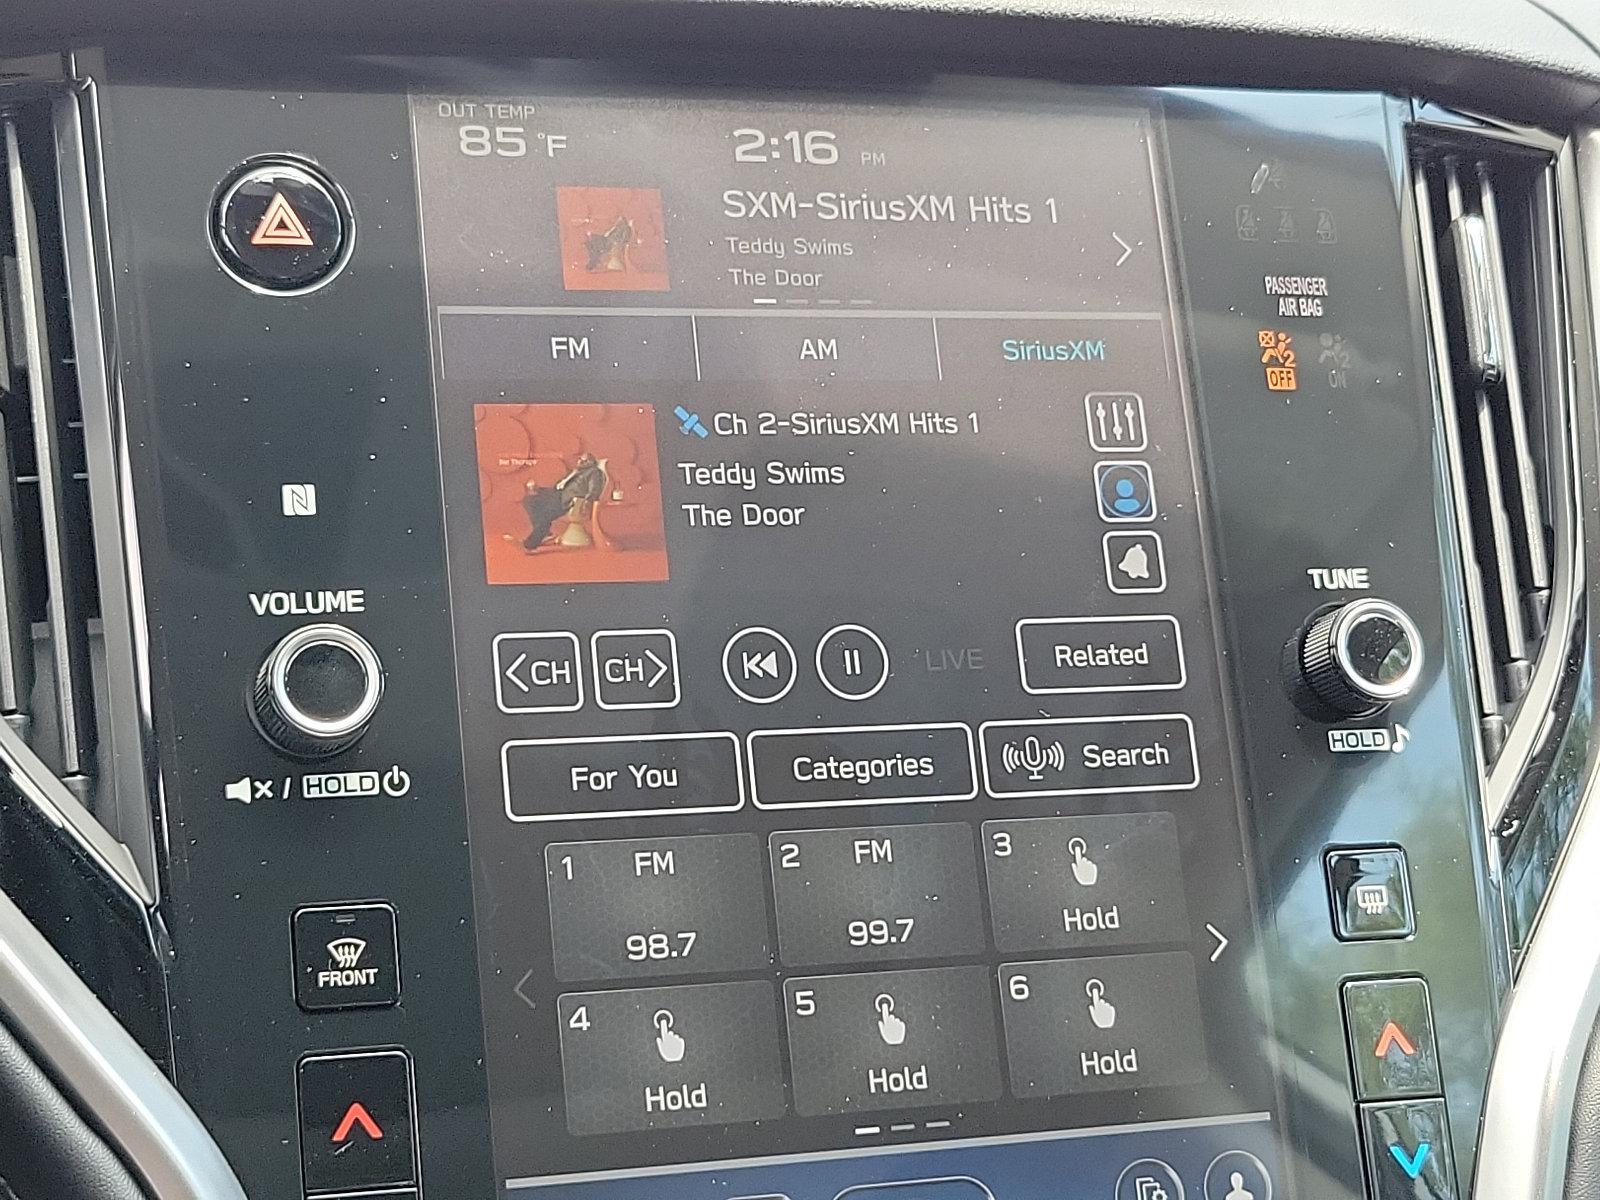 OUT TEMP
85 °F
2:16 PM
SXM-SiriusXM Hits 1
Teddy Swims
The Door
PASSENGER
AIR BAG
OFF
ON
FM
AM
SiriusXM
Ch 2-SiriusXM Hits 1
Teddy Swims
The Door
VOLUME
TUNE
<CH
CH>
LIVE
Related
HOLD
/ HOLD
For You
Categories
Search
1 FM
98.7
2 FM
99.7
3
Hold
FRONT
4
Hold
5
Hold
6
Hold